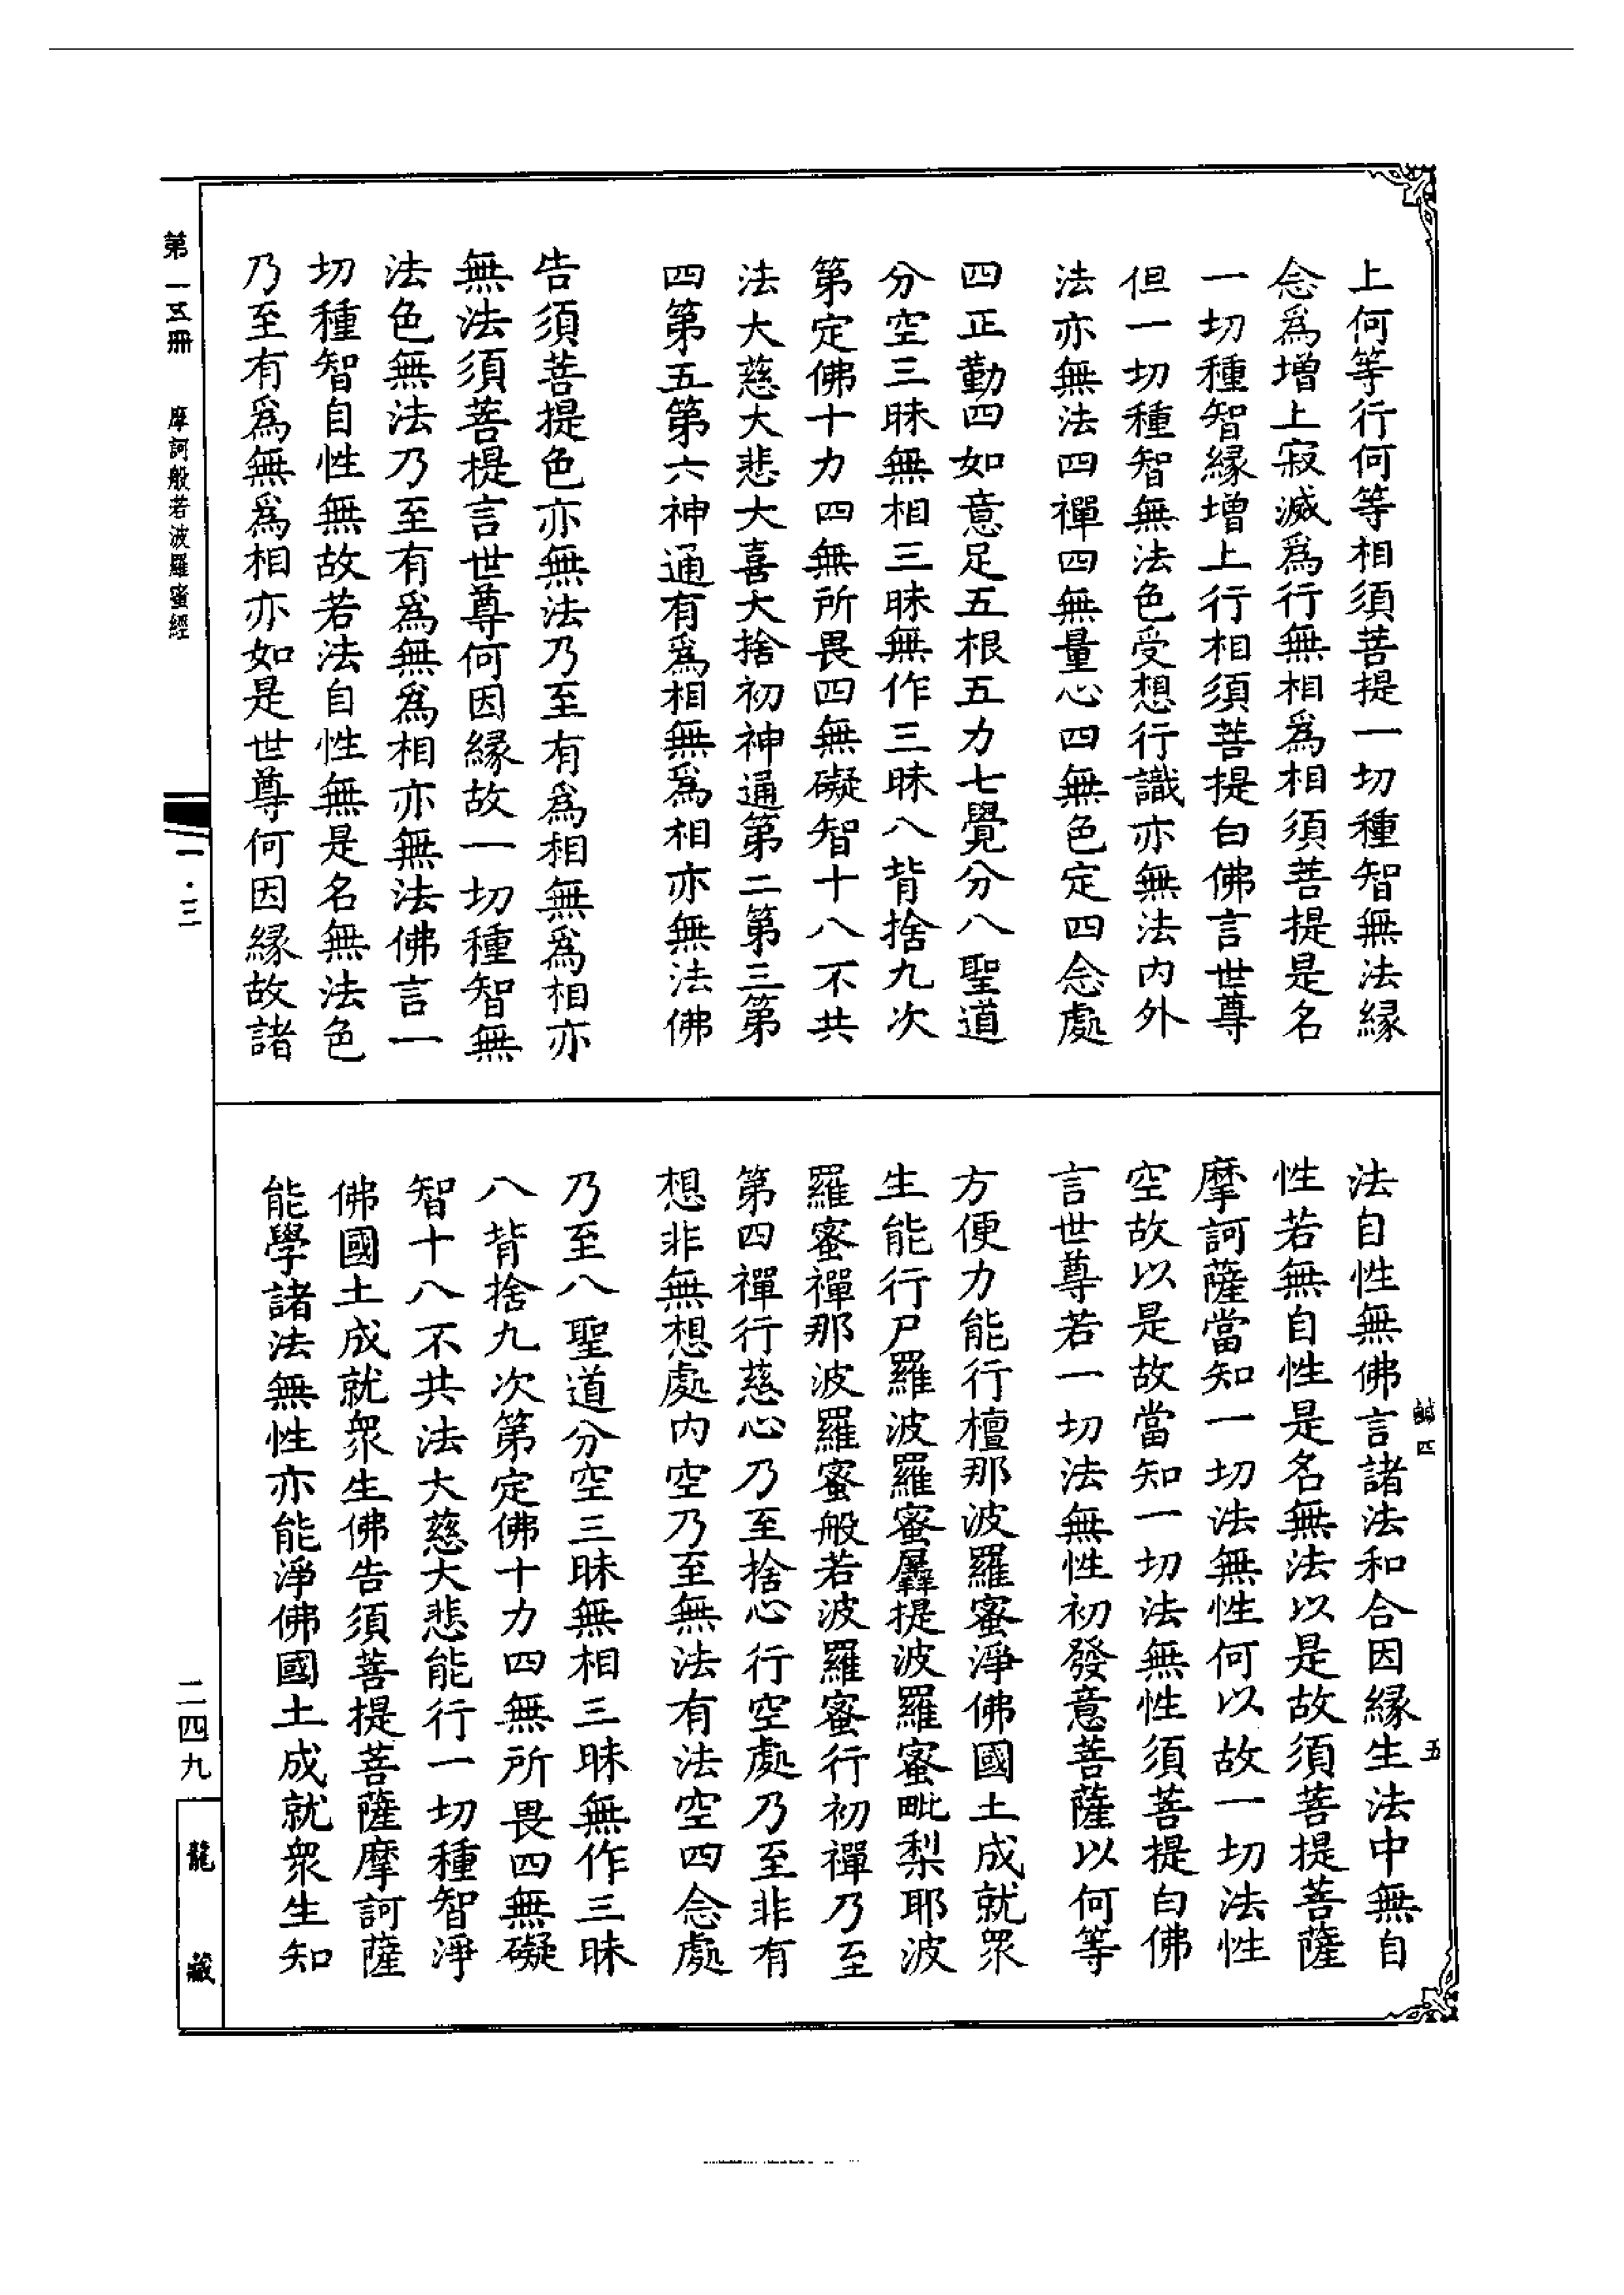 上何等行何等相須菩提一切種智無法緣
念爲增上寂滅爲行無相爲相須菩提是名
一切種智緣增上行相須菩提白佛言世尊
但一切種智無法色受想行識亦無法內外
法亦無法四禪四無量心四無色定四念處
四正勤四如意足五根五力七覺分八聖道
分空三昧無相三昧無作三昧八背捨九次
第定佛十力四無所畏四無礙智十八不共
法大慈大悲大喜大捨初神通第二第三第
四第五第六神通有爲相無爲相亦無法佛
告須菩提色亦無法乃至有爲相無爲相亦
無法須菩提言世尊何因緣故一切種智無
法色無法乃至有爲無爲相亦無法佛言一
切種智自性無故若法自性無是名無法色
乃至有爲無爲相亦如是世尊何因緣故諸
法自性無佛言諸法和合因緣生法中無自
性若無自性是名無法以是故須菩提菩薩
摩訶薩當知一切法無性何以故一切法性
空故以是故當知一切法無性須菩提白佛
言世尊若一切法無性初發意菩薩以何等
方便力能行檀那波羅蜜淨佛國土成就眾
生能行尸羅波羅蜜羼提波羅蜜毗梨耶波
羅蜜禪那波羅蜜般若波羅蜜行初禪乃至
第四禪行慈心乃至捨心行空處乃至非有
想非無想處內空乃至無法有法空四念處
乃至八聖道分空三昧無相三昧無作三昧
八背捨九次第定佛十力四無所畏四無礙
智十八不共法大慈大悲能行一切種智淨
佛國土成就眾生佛告須菩提菩薩摩訶薩
能學諸法無性亦能淨佛國土成就眾生知
鹹四
五
第一五冊 摩訶般若波羅蜜經
一·三
二四九
龍藏